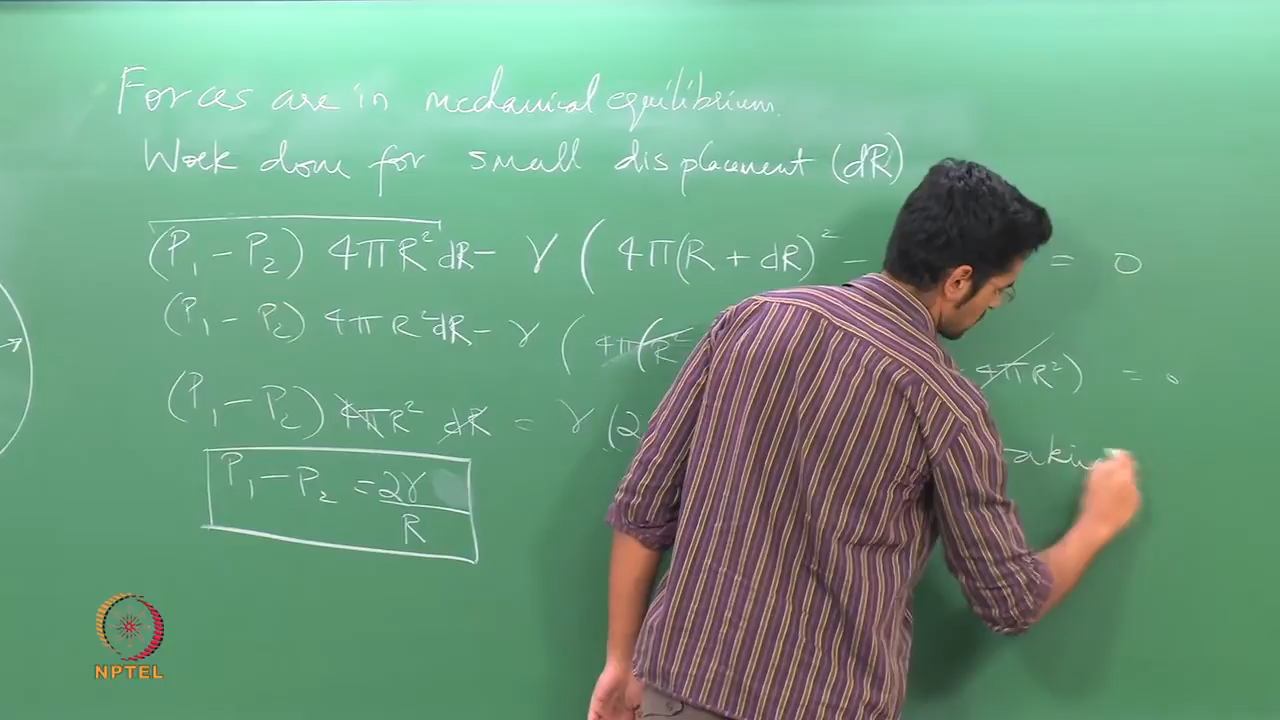 Forces are in mechanical equilibrium.
Work done for small displacement (dR)
(P₁ − P₂) 4πR² dR − γ ( 4π(R + dR)² − = 0
(P₁ − P₂) 4πR² dR − γ ( 4π(R² 4πR²) = 0
(P₁ − P₂) 4πR² dR = γ (2
P₁ − P₂ = 2γ/R
NPTEL